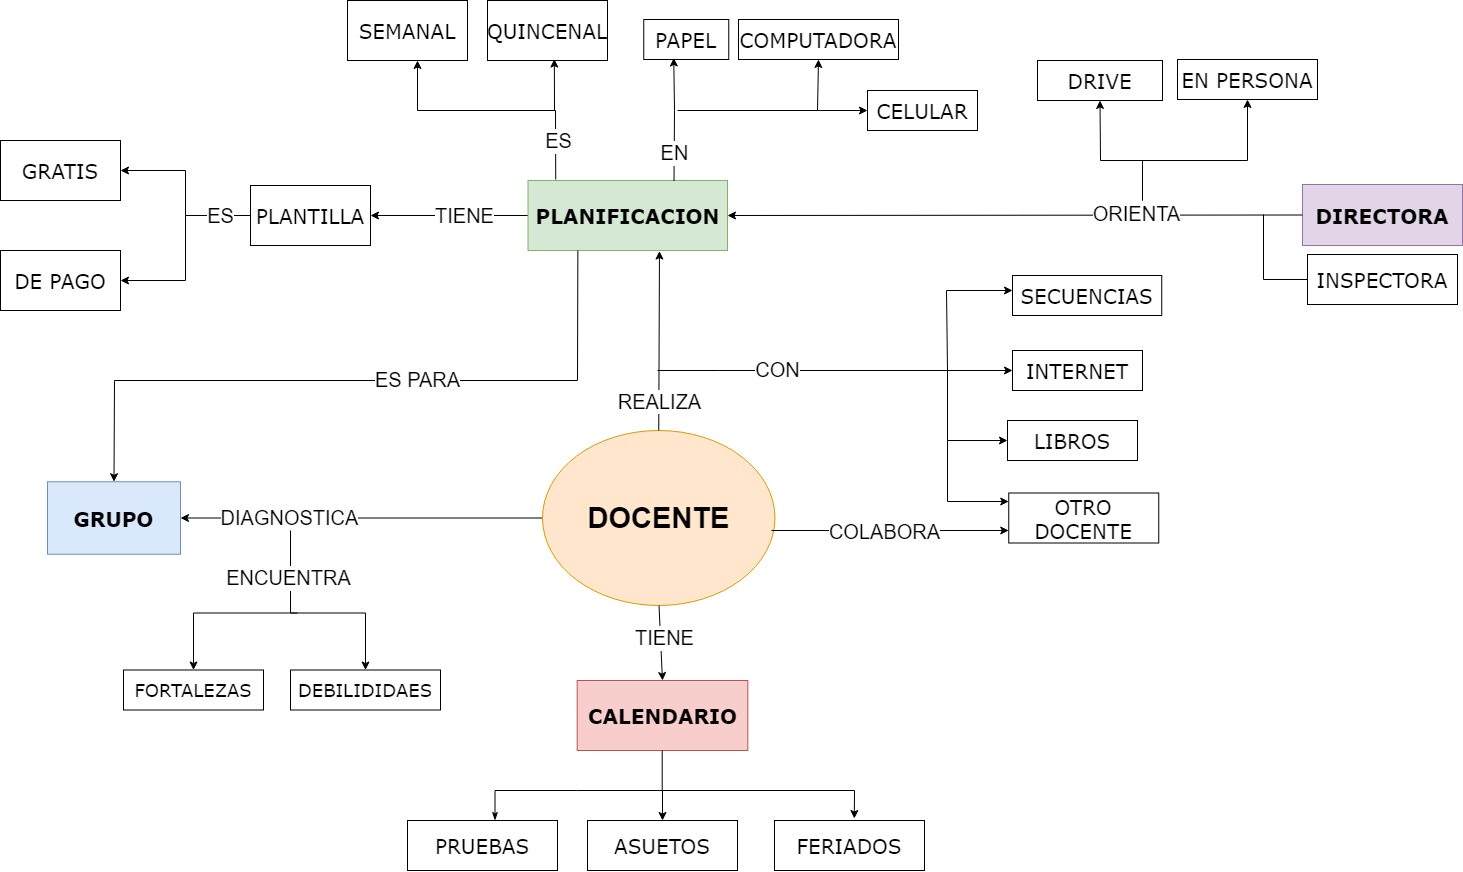 SEMANAL
QUINCENAL
PAPEL
COMPUTADORA
CELULAR
DRIVE
EN PERSONA
ES
EN
GRATIS
ES
PLANTILLA
TIENE
PLANIFICACION
ORIENTA
DIRECTORA
DE PAGO
INSPECTORA
SECUENCIAS
CON
INTERNET
ES PARA
REALIZA
LIBROS
GRUPO
DIAGNOSTICA
DOCENTE
COLABORA
OTRO
DOCENTE
ENCUENTRA
TIENE
FORTALEZAS
DEBILIDIDAES
CALENDARIO
PRUEBAS
ASUETOS
FERIADOS